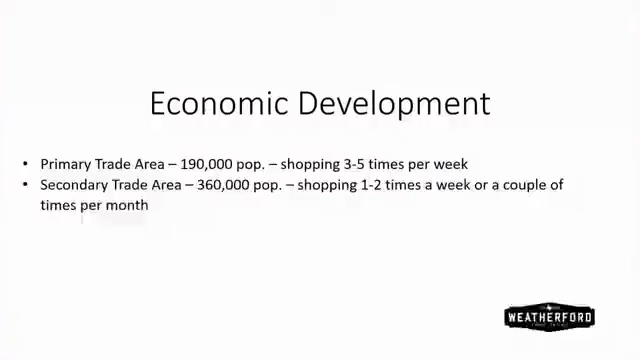 Economic Development
• Primary Trade Area – 190,000 pop. – shopping 3-5 times per week
• Secondary Trade Area – 360,000 pop. – shopping 1-2 times a week or a couple of
times per month
WEATHERFORD